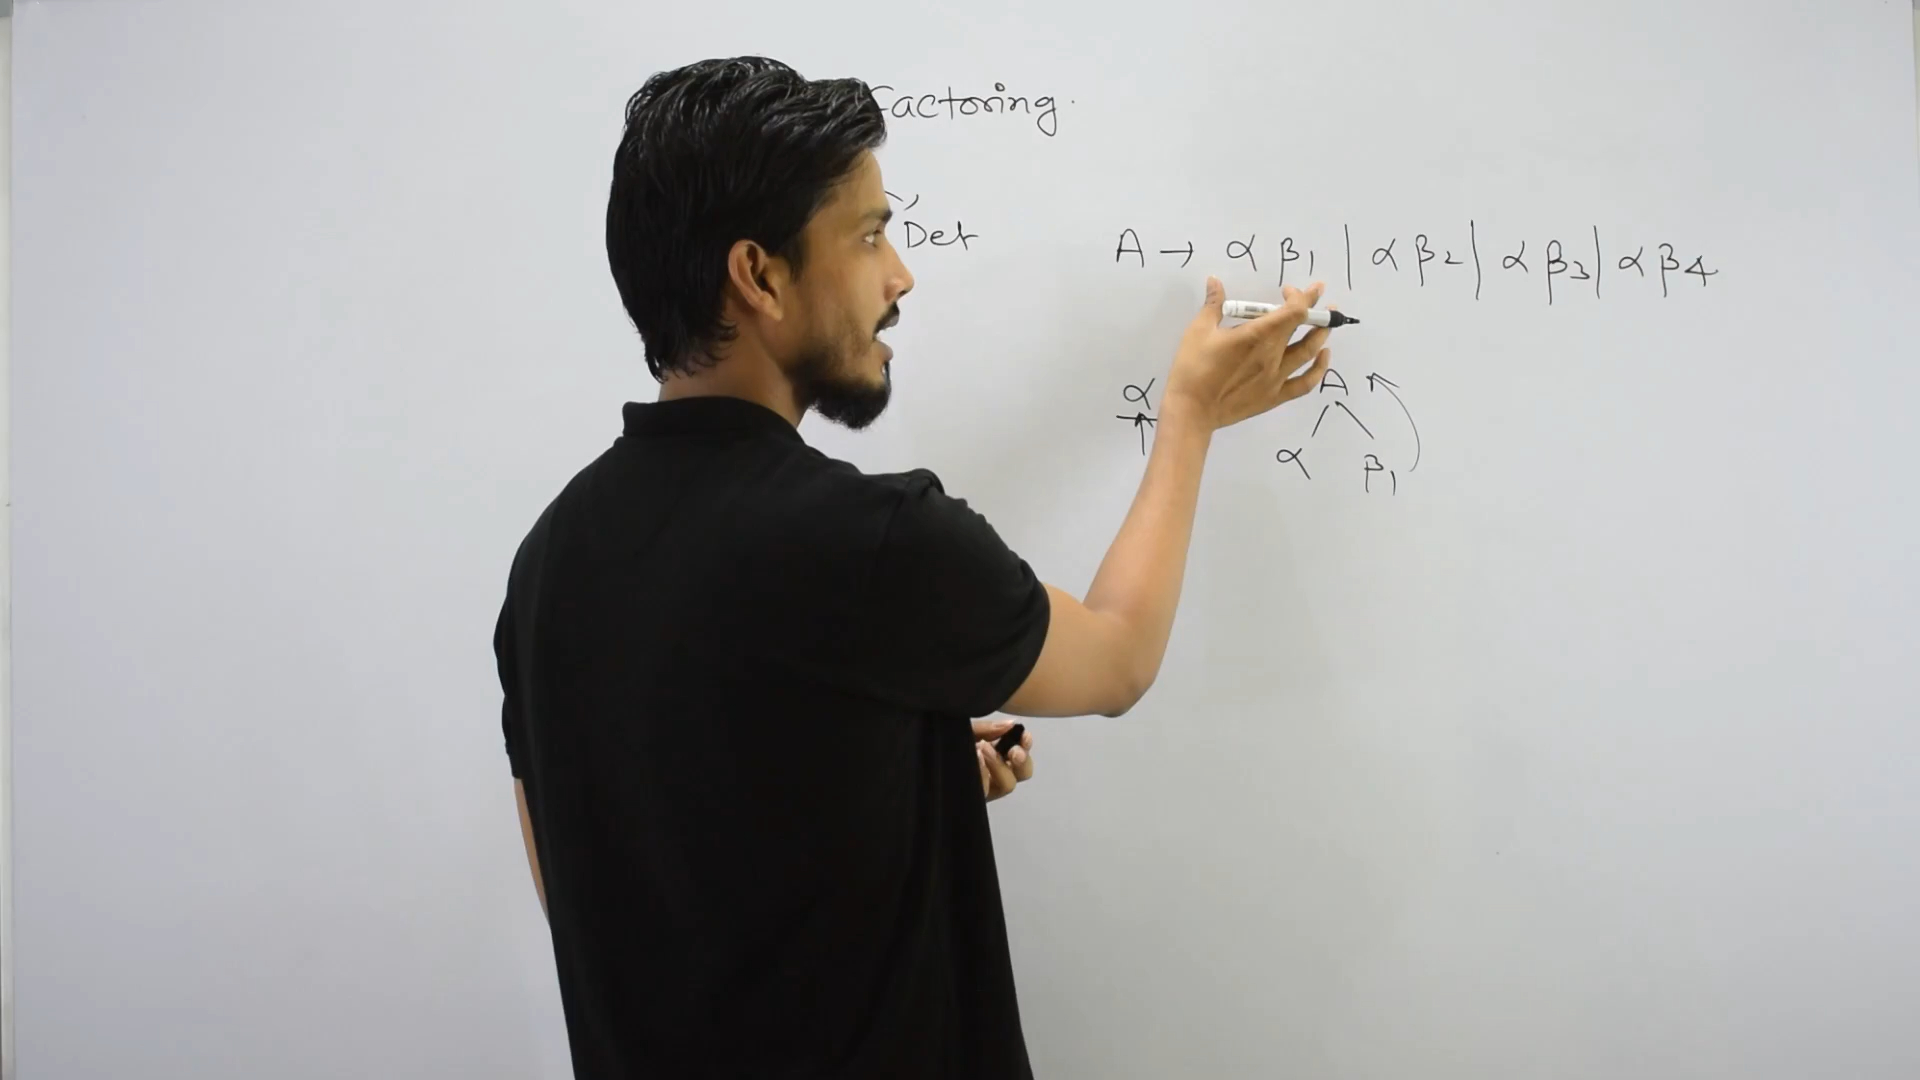 factoring.
Det
A → α β1 | α β2 | α β3 | α β4
α A
α β1